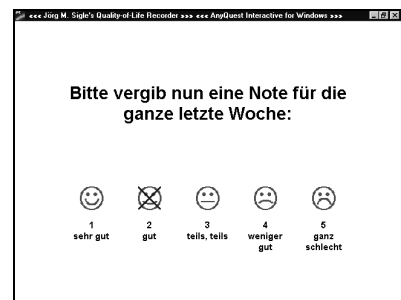 ««« Jörg M. Sigle's Quality-of-Life Recorder »»» ««« AnyQuest Interactive for Windows »»»
Bitte vergib nun eine Note für die
ganze letzte Woche:
1 2 3 4 5
sehr gut gut teils, teils weniger gut ganz schlecht